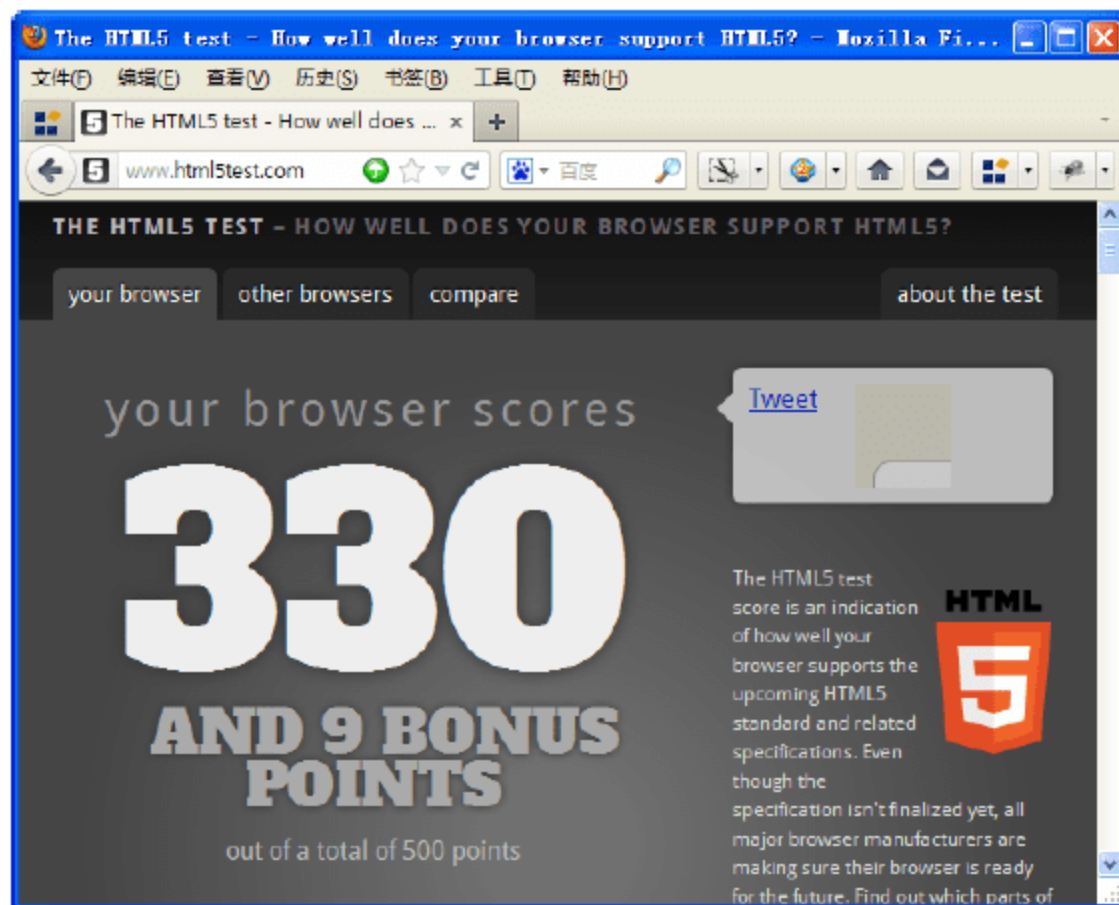 The HTML5 test - How well does your browser support HTML5? - Mozilla Fi...
文件(F) 编辑(E) 查看(V) 历史(S) 书签(B) 工具(T) 帮助(H)
5 The HTML5 test - How well does ... × +
5 www.html5test.com 百度
THE HTML5 TEST – HOW WELL DOES YOUR BROWSER SUPPORT HTML5?
your browser other browsers compare about the test
your browser scores
330
AND 9 BONUS
POINTS
out of a total of 500 points
Tweet
The HTML5 test
score is an indication
of how well your
browser supports the
upcoming HTML5
standard and related
specifications. Even
though the
specification isn't finalized yet, all
major browser manufacturers are
making sure their browser is ready
for the future. Find out which parts of
HTML
5